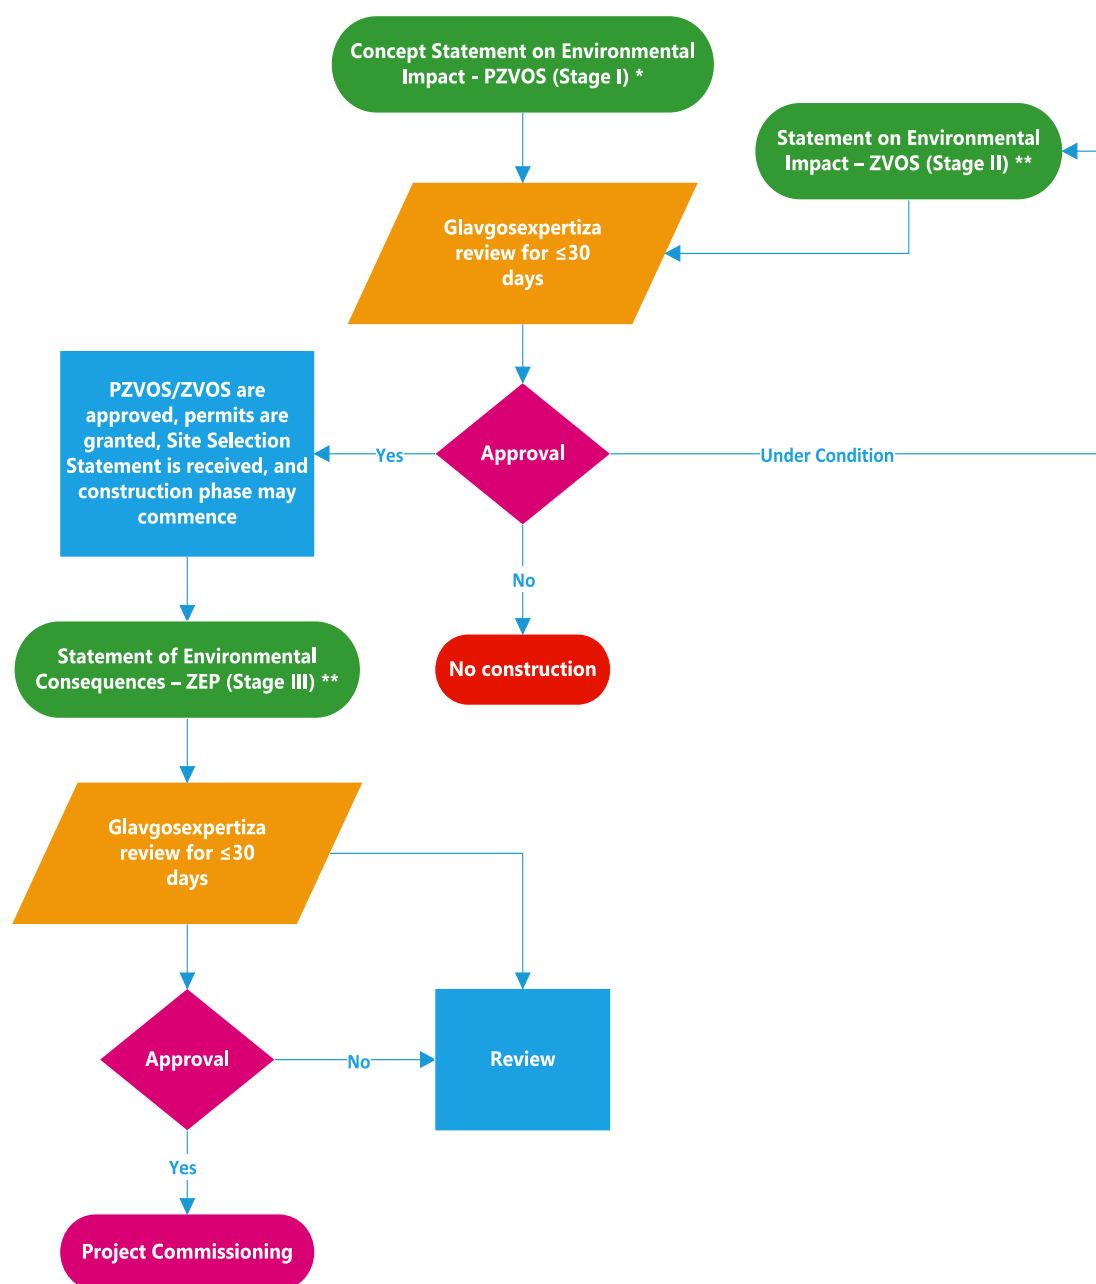 Concept Statement on Environmental
Impact - PZVOS (Stage I) *
Statement on Environmental
Impact – ZVOS (Stage II) **
Glavgosexpertiza
review for ≤30
days
PZVOS/ZVOS are
approved, permits are
granted, Site Selection
Statement is received, and
construction phase may
commence
Yes
Approval
Under Condition
No
No construction
Statement of Environmental
Consequences – ZEP (Stage III) **
Glavgosexpertiza
review for ≤30
days
Approval
No
Review
Yes
Project Commissioning